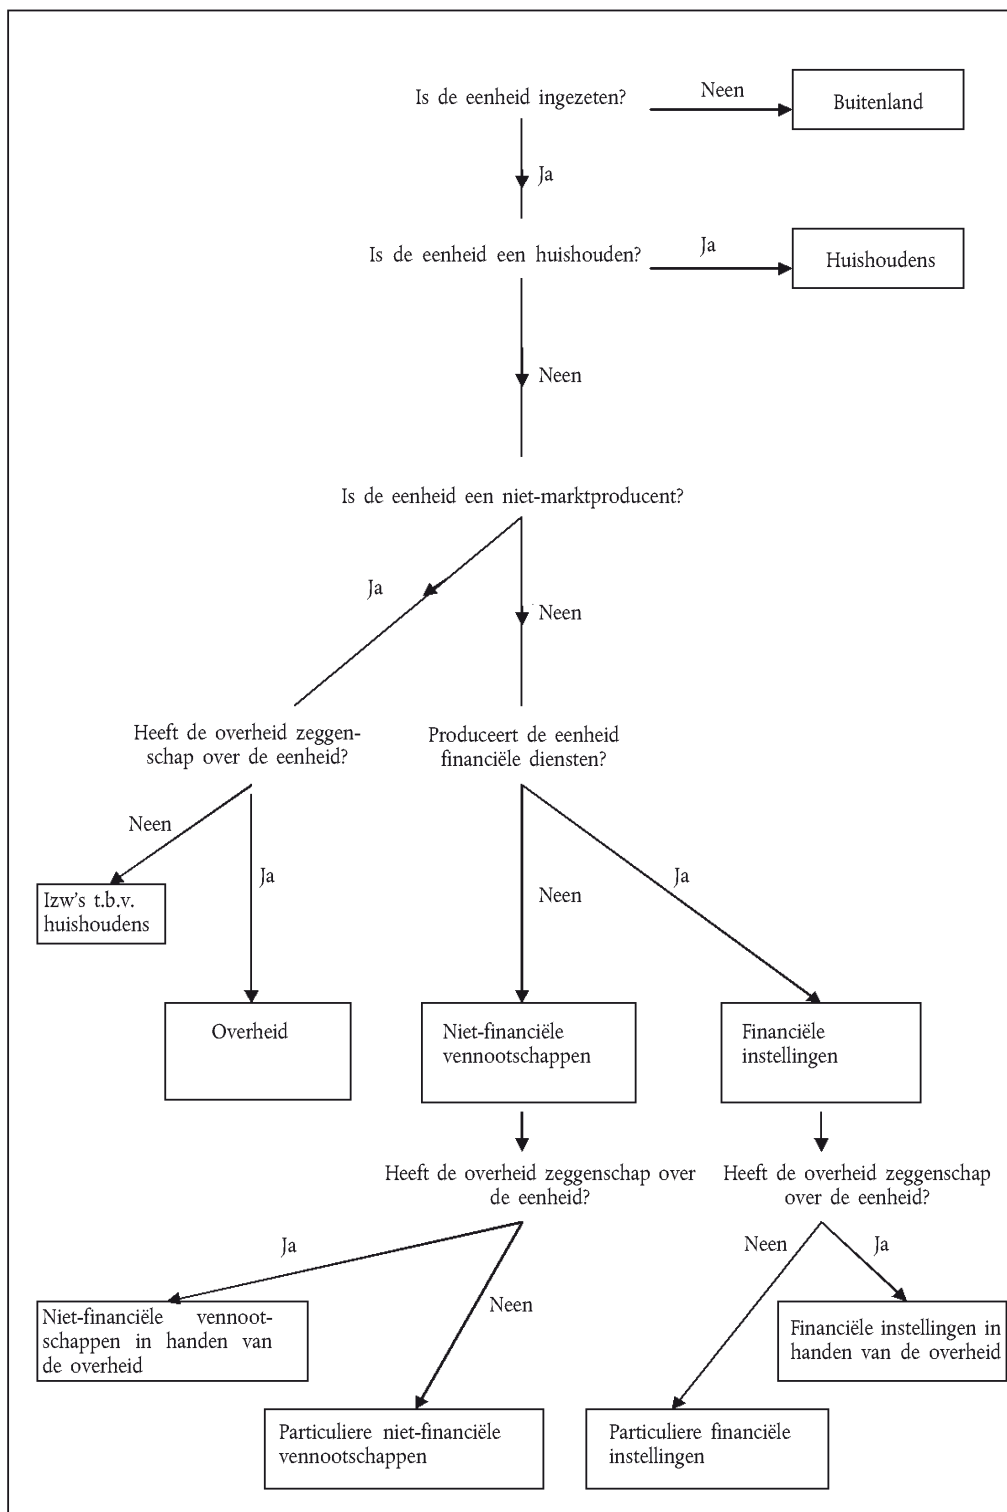 Is de eenheid ingezeten?
Neen
Buitenland
Ja
Is de eenheid een huishouden?
Ja
Huishoudens
Neen
Is de eenheid een niet-marktproducent?
Ja
Neen
Heeft de overheid zeggen-
schap over de eenheid?
Produceert de eenheid
financiële diensten?
Neen
Ja
Neen
Ja
Izw's t.b.v.
huishoudens
Overheid
Niet-financiële
vennootschappen
Financiële
instellingen
Heeft de overheid zeggenschap over
de eenheid?
Heeft de overheid zeggenschap
over de eenheid?
Ja
Neen
Neen
Ja
Niet-financiële vennoot-
schappen in handen van
de overheid
Financiële instellingen in
handen van de overheid
Particuliere niet-financiële
vennootschappen
Particuliere financiële
instellingen